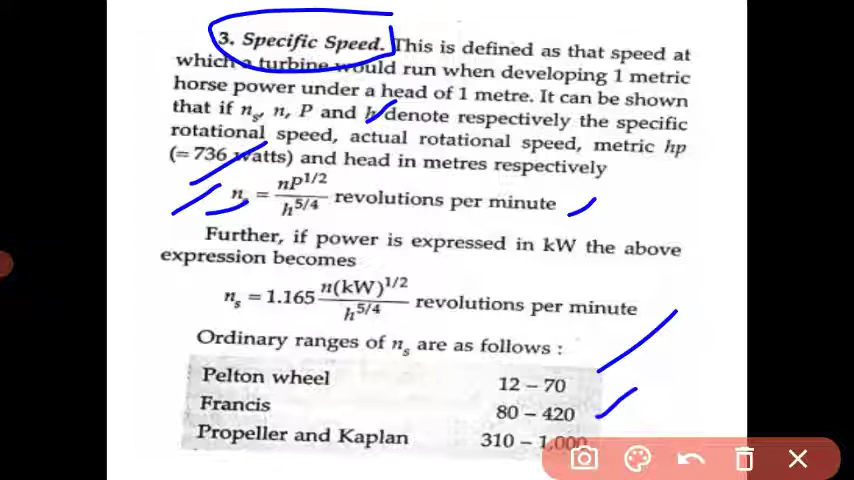 3. Specific Speed. This is defined as that speed at
which a turbine would run when developing 1 metric
horse power under a head of 1 metre. It can be shown
that if nₛ, n, P and h denote respectively the specific
rotational speed, actual rotational speed, metric hp
(= 736 watts) and head in metres respectively
nₛ = nP^1/2 / h^5/4 revolutions per minute
Further, if power is expressed in kW the above
expression becomes
nₛ = 1.165 n(kW)^1/2 / h^5/4 revolutions per minute
Ordinary ranges of nₛ are as follows :
Pelton wheel 12 – 70
Francis 80 – 420
Propeller and Kaplan 310 – 1,000